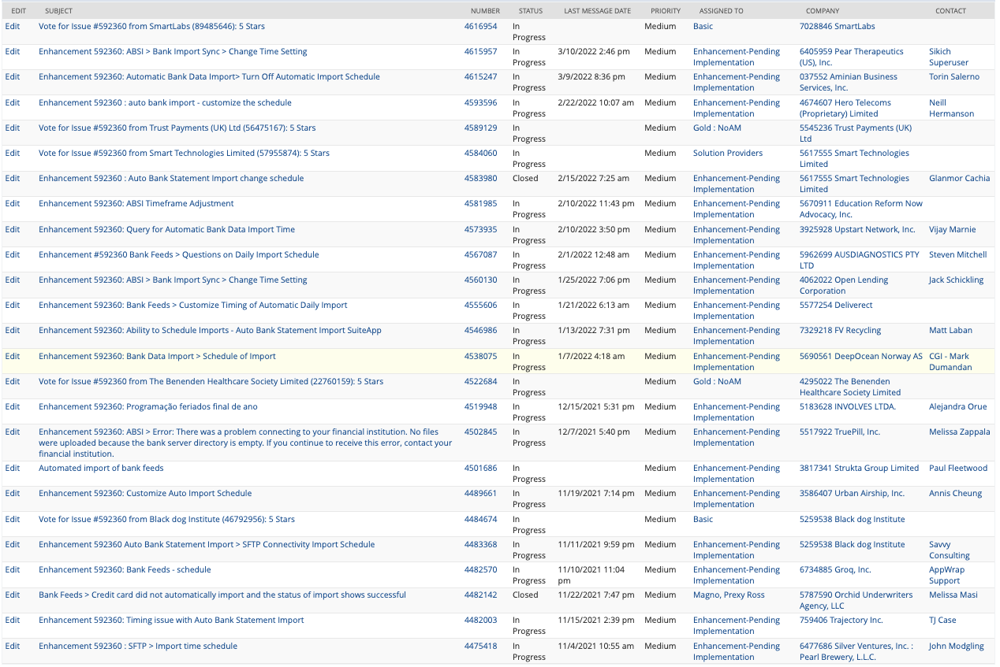 EDIT SUBJECT NUMBER STATUS LAST MESSAGE DATE PRIORITY ASSIGNED TO COMPANY CONTACT
Edit Vote for Issue #592360 from SmartLabs (89485646): 5 Stars 4616954 In Medium Basic 7028846 SmartLabs
Progress
Edit Enhancement 592360: ABSI > Bank Import Sync > Change Time Setting 4615957 In 3/10/2022 2:46 pm Medium Enhancement-Pending 6405959 Pear Therapeutics Sikich
Progress Implementation (US), Inc. Superuser
Edit Enhancement 592360: Automatic Bank Data Import> Turn Off Automatic Import Schedule 4615247 In 3/9/2022 8:36 pm Medium Enhancement-Pending 037552 Aminian Business Torin Salerno
Progress Implementation Services, Inc.
Edit Enhancement 592360 : auto bank import - customize the schedule 4593596 In 2/22/2022 10:07 am Medium Enhancement-Pending 4674607 Hero Telecoms Neill
Progress Implementation (Proprietary) Limited Hermanson
Edit Vote for Issue #592360 from Trust Payments (UK) Ltd (56475167): 5 Stars 4589129 In Medium Gold : NoAM 5545236 Trust Payments (UK)
Progress Ltd
Edit Vote for Issue #592360 from Smart Technologies Limited (57955874): 5 Stars 4584060 In Medium Solution Providers 5617555 Smart Technologies
Progress Limited
Edit Enhancement 592360 : Auto Bank Statement Import change schedule 4583980 Closed 2/15/2022 7:25 am Medium Enhancement-Pending 5617555 Smart Technologies Glanmor Cachia
Implementation Limited
Edit Enhancement 592360: ABSI Timeframe Adjustment 4581985 In 2/10/2022 11:43 pm Medium Enhancement-Pending 5670911 Education Reform Now
Progress Implementation Advocacy, Inc.
Edit Enhancement 592360: Query for Automatic Bank Data Import Time 4573935 In 2/10/2022 3:50 pm Medium Enhancement-Pending 3925928 Upstart Network, Inc. Vijay Marnie
Progress Implementation
Edit Enhancement #592360 Bank Feeds > Questions on Daily Import Schedule 4567087 In 2/1/2022 12:48 am Medium Enhancement-Pending 5962699 AUSDIAGNOSTICS PTY Steven Mitchell
Progress Implementation LTD
Edit Enhancement 592360: ABSI > Bank Import Sync > Change Time Setting 4560130 In 1/25/2022 7:06 pm Medium Enhancement-Pending 4062022 Open Lending Jack Schickling
Progress Implementation Corporation
Edit Enhancement 592360: Bank Feeds > Customize Timing of Automatic Daily Import 4555606 In 1/21/2022 6:13 am Medium Enhancement-Pending 5577254 Deliverect
Progress Implementation
Edit Enhancement 592360: Ability to Schedule Imports - Auto Bank Statement Import SuiteApp 4546986 In 1/13/2022 7:31 pm Medium Enhancement-Pending 7329218 FV Recycling Matt Laban
Progress Implementation
Edit Enhancement 592360: Bank Data Import > Schedule of Import 4538075 In 1/7/2022 4:18 am Medium Enhancement-Pending 5690561 DeepOcean Norway AS CGI - Mark
Progress Implementation Dumandan
Edit Vote for Issue #592360 from The Benenden Healthcare Society Limited (22760159): 5 Stars 4522684 In Medium Gold : NoAM 4295022 The Benenden
Progress Healthcare Society Limited
Edit Enhancement 592360: Programação feriados final de ano 4519948 In 12/15/2021 5:31 pm Medium Enhancement-Pending 5183628 INVOLVES LTDA. Alejandra Orue
Progress Implementation
Edit Enhancement 592360: ABSI > Error: There was a problem connecting to your financial institution. No files 4502845 In 12/7/2021 5:40 pm Medium Enhancement-Pending 5517922 TruePill, Inc. Melissa Zappala
were uploaded because the bank server directory is empty. If you continue to receive this error, contact your Progress Implementation
financial institution.
Edit Automated import of bank feeds 4501686 In Medium Enhancement-Pending 3817341 Strukta Group Limited Paul Fleetwood
Progress Implementation
Edit Enhancement 592360: Customize Auto Import Schedule 4489661 In 11/19/2021 7:14 pm Medium Enhancement-Pending 3586407 Urban Airship, Inc. Annis Cheung
Progress Implementation
Edit Vote for Issue #592360 from Black dog Institute (46792956): 5 Stars 4484674 In Medium Basic 5259538 Black dog Institute
Progress
Edit Enhancement 592360 Auto Bank Statement Import > SFTP Connectivity Import Schedule 4483368 In 11/11/2021 9:59 pm Medium Enhancement-Pending 5259538 Black dog Institute Savvy
Progress Implementation Consulting
Edit Enhancement 592360: Bank Feeds - schedule 4482570 In 11/10/2021 11:04 Medium Enhancement-Pending 6734885 Groq, Inc. AppWrap
Progress pm Implementation Support
Edit Bank Feeds > Credit card did not automatically import and the status of import shows successful 4482142 Closed 11/22/2021 7:47 pm Medium Magno, Prexy Ross 5787590 Orchid Underwriters Melissa Masi
Agency, LLC
Edit Enhancement 592360: Timing issue with Auto Bank Statement Import 4482003 In 11/15/2021 2:39 pm Medium Enhancement-Pending 759406 Trajectory Inc. TJ Case
Progress Implementation
Edit Enhancement 592360 : SFTP > Import time schedule 4475418 In 11/4/2021 10:55 am Medium Enhancement-Pending 6477686 Silver Ventures, Inc. : John Modgling
Progress Implementation Pearl Brewery, L.L.C.